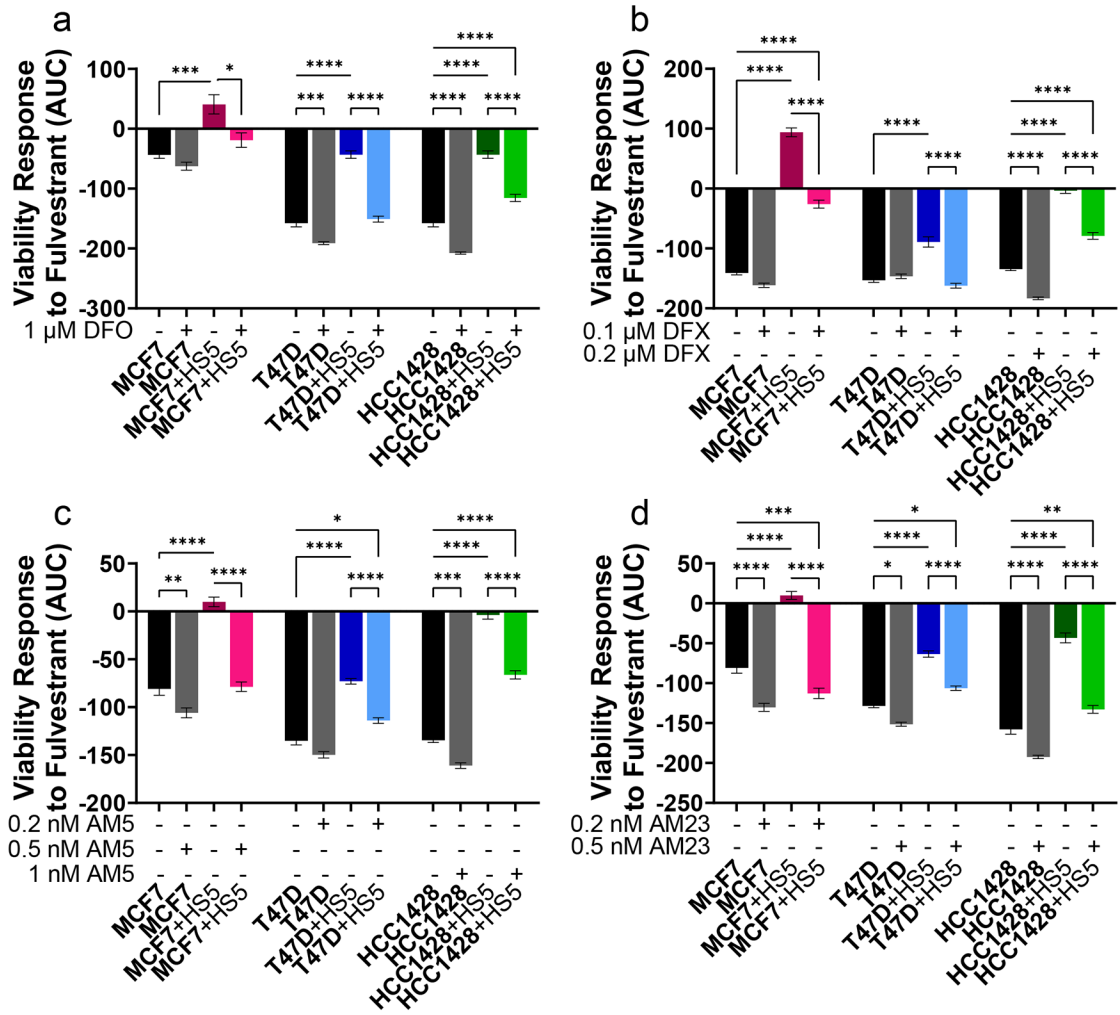 a
Viability Response
to Fulvestrant (AUC)
100
0
-100
-200
-300
*** *
**** *** ****
**** **** **** ****
1 µM DFO - + - + - + - + - + - +
MCF7
MCF7
MCF7+HS5
MCF7+HS5
T47D
T47D
T47D+HS5
T47D+HS5
HCC1428
HCC1428
HCC1428+HS5
HCC1428+HS5
b
Viability Response
to Fulvestrant (AUC)
200
100
0
-100
-200
**** **** ****
**** ****
**** **** **** ****
0.1 µM DFX - + - + - + - + - - - -
0.2 µM DFX - - - - - - - - - + - +
MCF7
MCF7
MCF7+HS5
MCF7+HS5
T47D
T47D
T47D+HS5
T47D+HS5
HCC1428
HCC1428
HCC1428+HS5
HCC1428+HS5
c
Viability Response
to Fulvestrant (AUC)
50
0
-50
-100
-150
-200
**** ** ****
* **** ****
**** **** *** ****
0.2 nM AM5 - - - - - + - + - - - -
0.5 nM AM5 - + - + - - - - - - - -
1 nM AM5 - - - - - - - - - + - +
MCF7
MCF7
MCF7+HS5
MCF7+HS5
T47D
T47D
T47D+HS5
T47D+HS5
HCC1428
HCC1428
HCC1428+HS5
HCC1428+HS5
d
Viability Response
to Fulvestrant (AUC)
50
0
-50
-100
-150
-200
-250
*** **** **** ****
* **** * ****
** **** **** ****
0.2 nM AM23 - + - + - - - - - - - -
0.5 nM AM23 - - - - - + - + - + - +
MCF7
MCF7
MCF7+HS5
MCF7+HS5
T47D
T47D
T47D+HS5
T47D+HS5
HCC1428
HCC1428
HCC1428+HS5
HCC1428+HS5